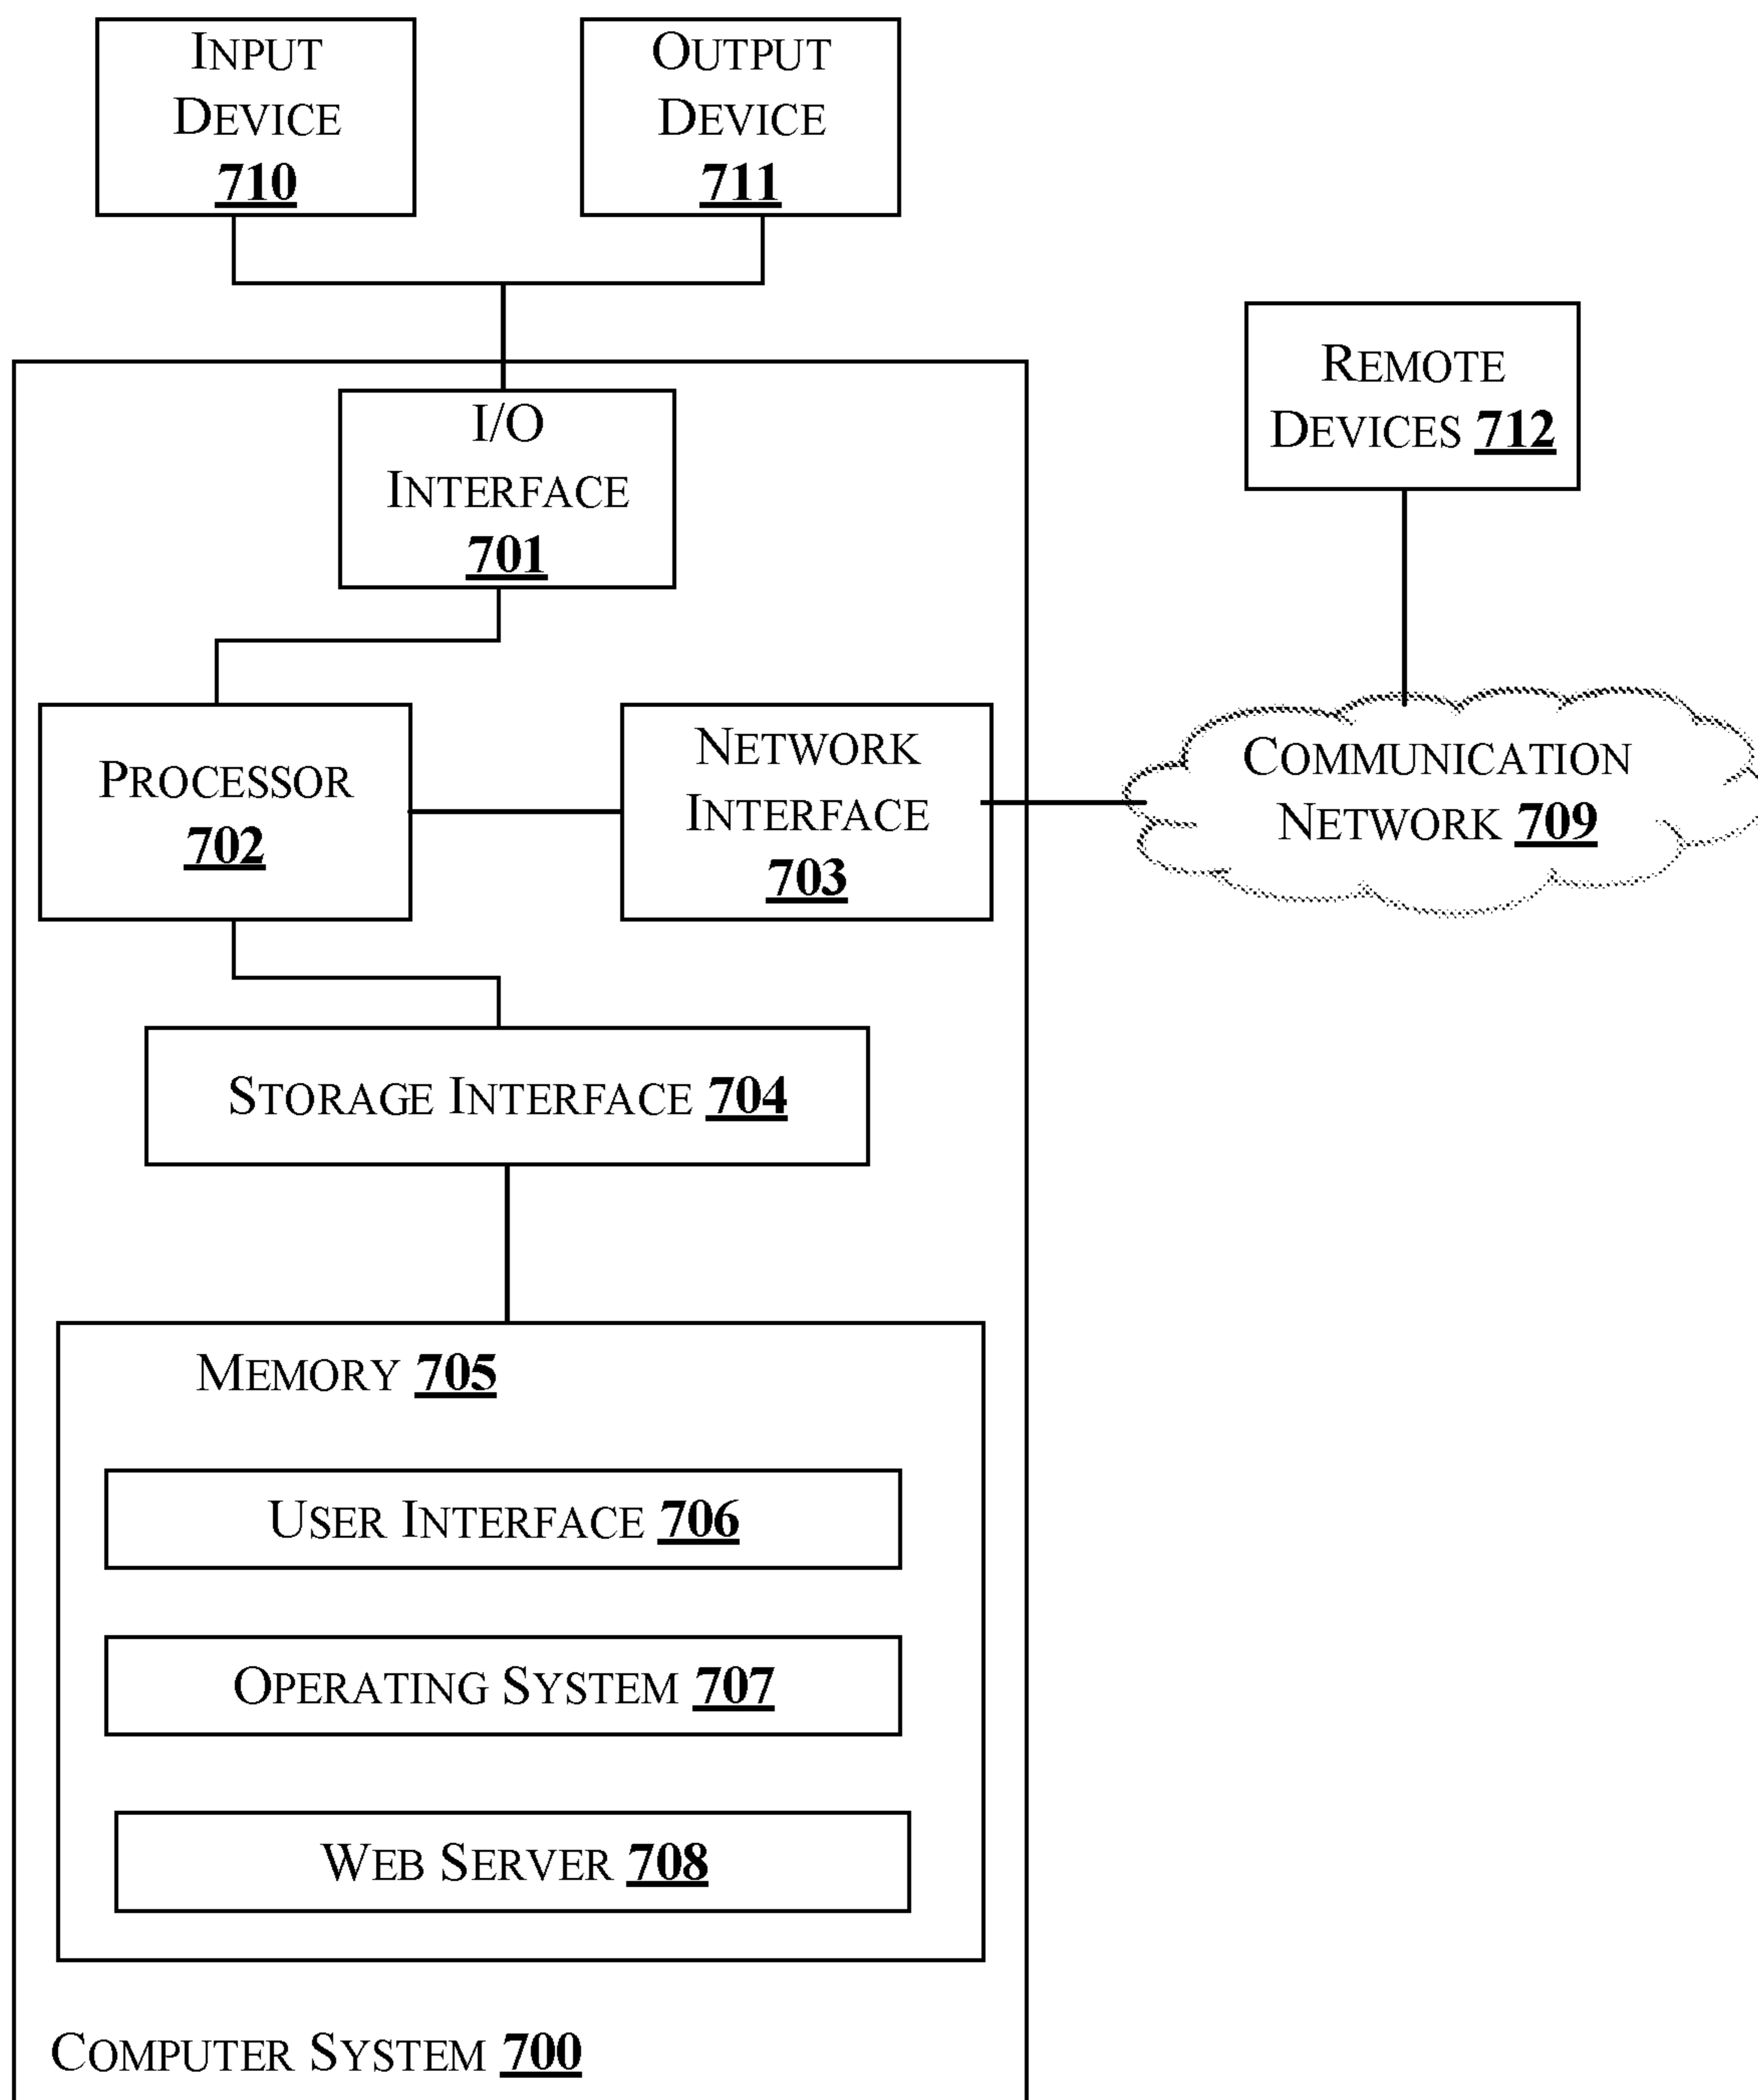 INPUT
DEVICE
710
OUTPUT
DEVICE
711
I/O
INTERFACE
701
REMOTE
DEVICES 712
PROCESSOR
702
NETWORK
INTERFACE
703
COMMUNICATION
NETWORK 709
STORAGE INTERFACE 704
MEMORY 705
USER INTERFACE 706
OPERATING SYSTEM 707
WEB SERVER 708
COMPUTER SYSTEM 700